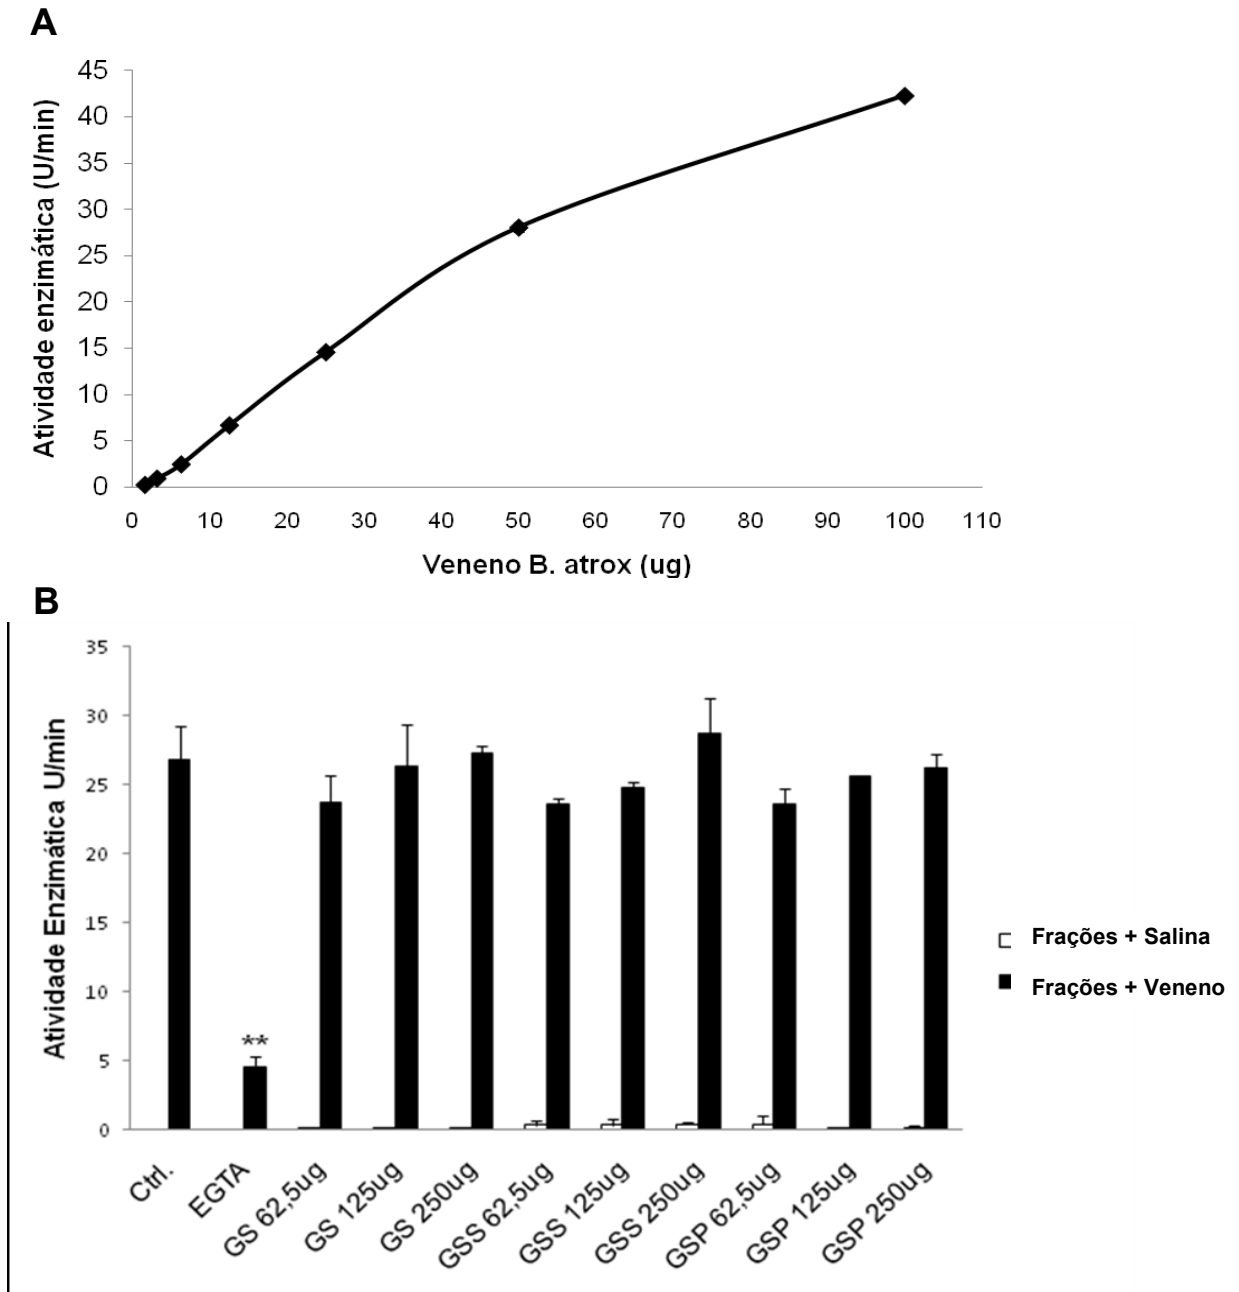 A
45
40
35
30
25
20
15
10
5
0
Atividade enzimática (U/min)
0 10 20 30 40 50 60 70 80 90 100 110
Veneno B. atrox (ug)
B
35
30
25
20
15
10
5
0
Atividade Enzimática U/min
**
Ctrl.
EGTA
GS 62,5ug
GS 125ug
GS 250ug
GSS 62,5ug
GSS 125ug
GSS 250ug
GSP 62,5ug
GSP 125ug
GSP 250ug
Frações + Salina
Frações + Veneno